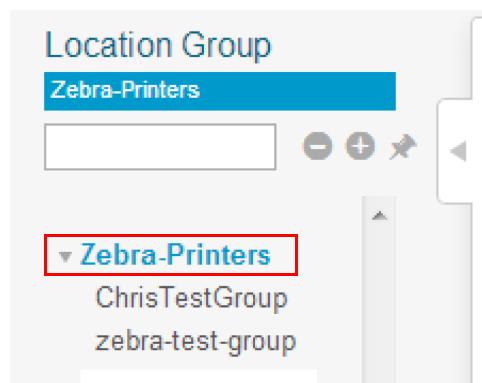 Location Group
Zebra-Printers
Zebra-Printers
ChrisTestGroup
zebra-test-group